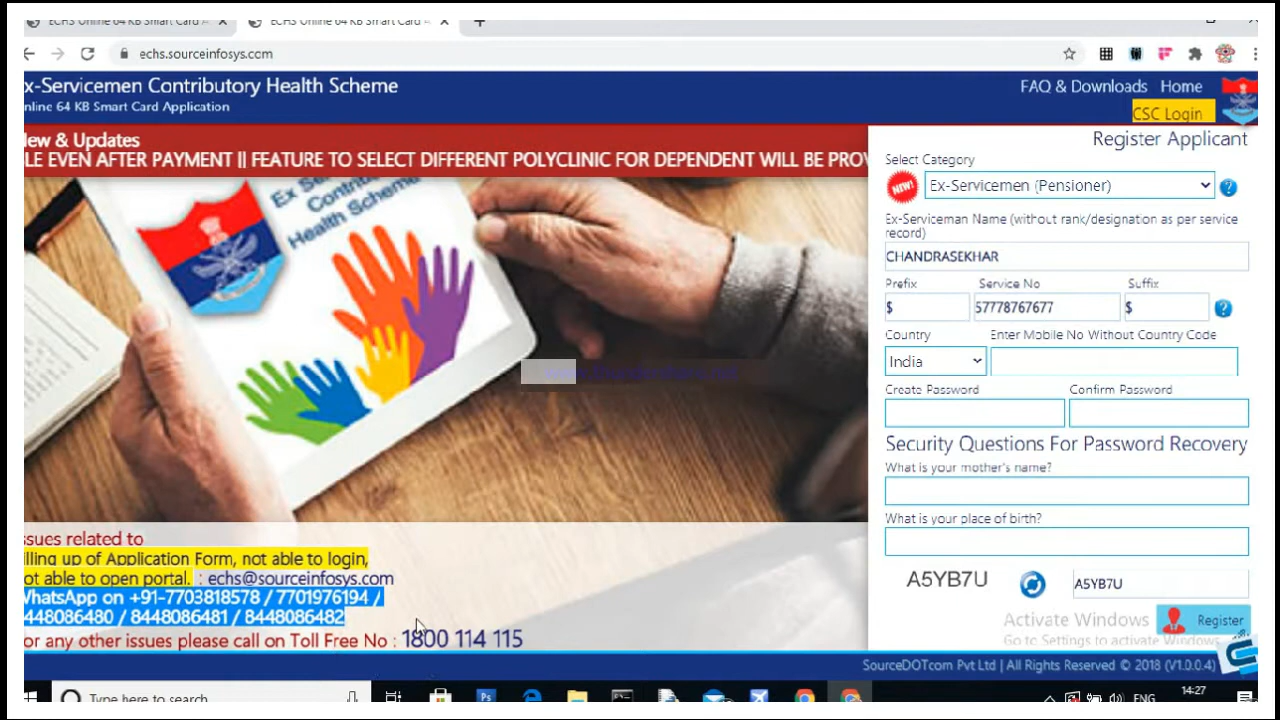 ECHS Online 64 KB Smart Card A
ECHS Online 64 KB Smart Card
echs.sourceinfosys.com
x-Servicemen Contributory Health Scheme
nline 64 KB Smart Card Application
FAQ & Downloads Home
CSC Login
New & Updates
LE EVEN AFTER PAYMENT || FEATURE TO SELECT DIFFERENT POLYCLINIC FOR DEPENDENT WILL BE PROV
Ex Ser
Contrib
Health Scheme
Register Applicant
Select Category
NEW!
Ex-Servicemen (Pensioner)
?
Ex-Serviceman Name (without rank/designation as per service
record)
CHANDRASEKHAR
Prefix Service No Suffix
$ 57778767677 $ ?
Country Enter Mobile No Without Country Code
India
Create Password Confirm Password
Security Questions For Password Recovery
What is your mother's name?
What is your place of birth?
A5YB7U A5YB7U
Activate Windows
Go to Settings to activate Windows.
Register
ssues related to
illing up of Application Form, not able to login,
ot able to open portal. : echs@sourceinfosys.com
WhatsApp on +91-7703818578 / 7701976194 /
448086480 / 8448086481 / 8448086482
or any other issues please call on Toll Free No : 1800 114 115
SourceDOTcom Pvt Ltd | All Rights Reserved © 2018 (V1.0.0.4)
Type here to search
Ps
ENG
14:27